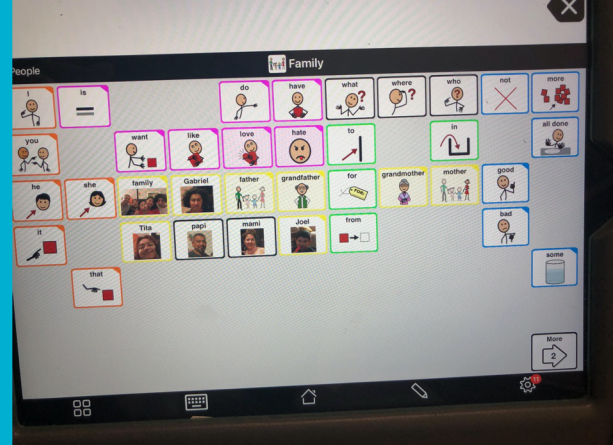 People
Family
I
is
do
have
what
where
who
not
more
you
want
like
love
hate
to
in
all done
he
she
family
Gabriel
father
grandfather
for
FOR
grandmother
mother
good
it
Tita
papi
mami
Joel
from
bad
that
some
More
2
11